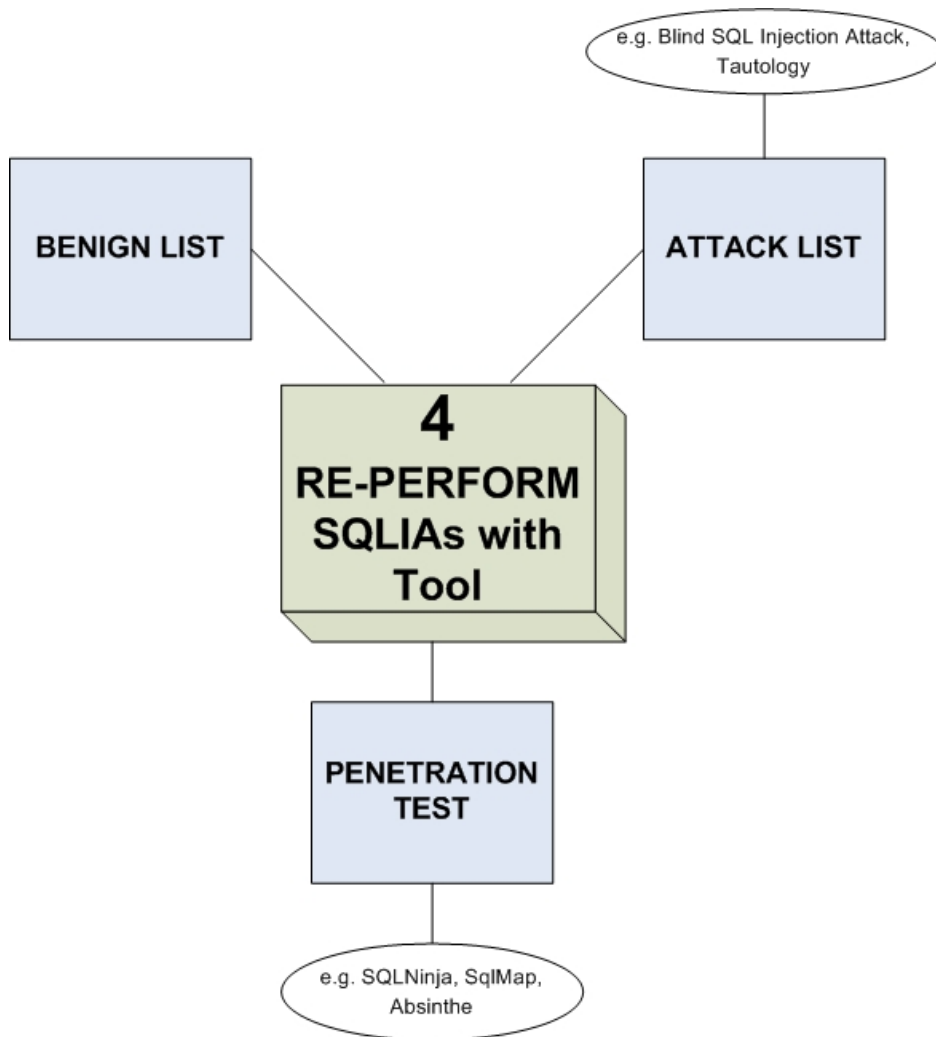 e.g. Blind SQL Injection Attack,
Tautology
BENIGN LIST
ATTACK LIST
4
RE-PERFORM
SQLIAs with
Tool
PENETRATION
TEST
e.g. SQLNinja, SqlMap,
Absinthe